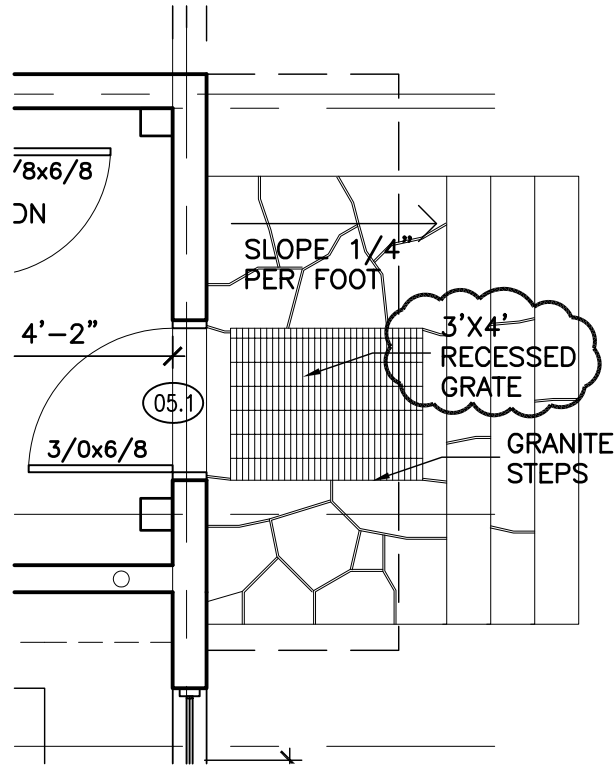 /8x6/8
ON
SLOPE 1/4"
PER FOOT
4'-2"
3'X4'
RECESSED
GRATE
05.1
3/0x6/8
GRANITE
STEPS